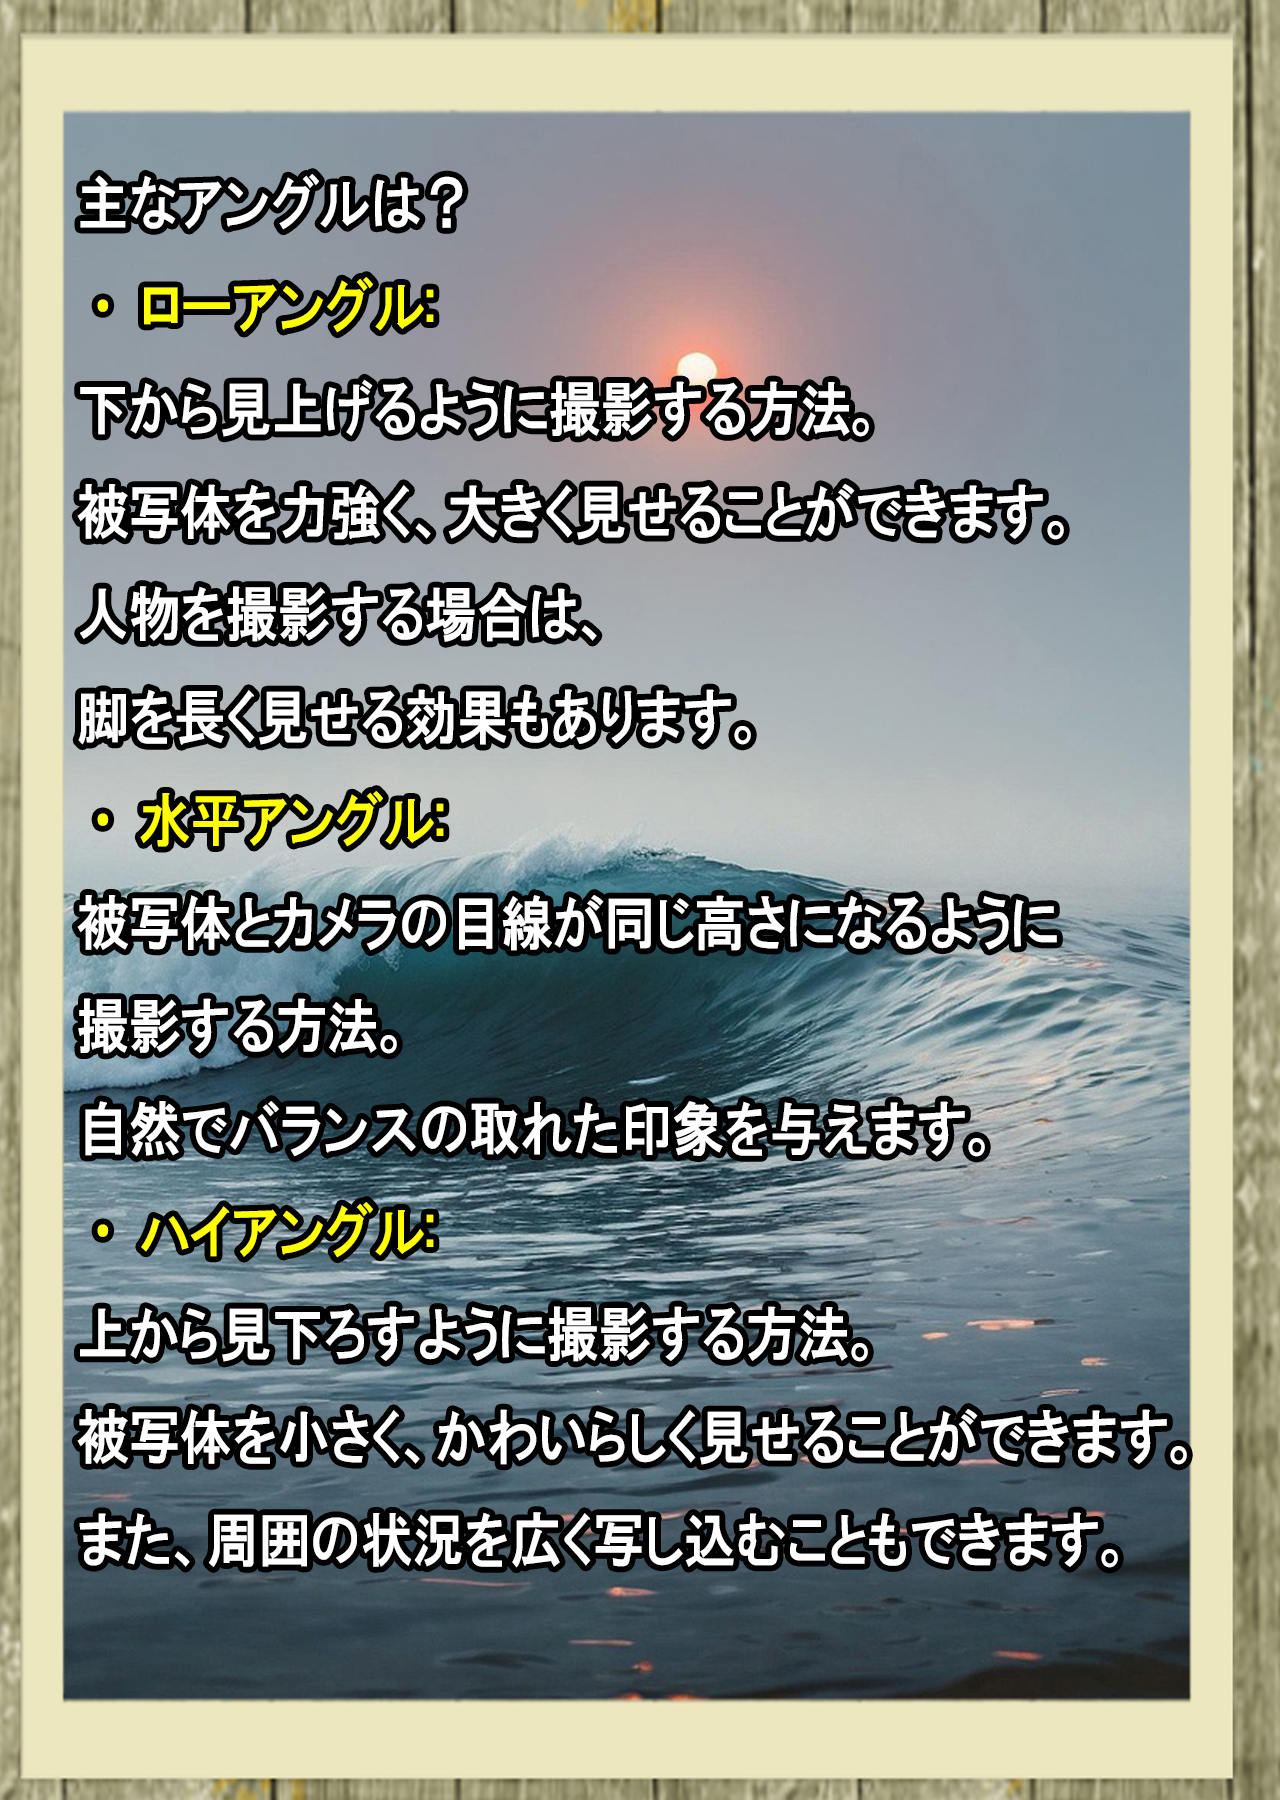 主なアングルは？
・ ローアングル:
下から見上げるように撮影する方法。
被写体を力強く、大きく見せることができます。
人物を撮影する場合は、
脚を長く見せる効果もあります。
・ 水平アングル:
被写体とカメラの目線が同じ高さになるように
撮影する方法。
自然でバランスの取れた印象を与えます。
・ ハイアングル:
上から見下ろすように撮影する方法。
被写体を小さく、かわいらしく見せることができます。
また、周囲の状況を広く写し込むこともできます。